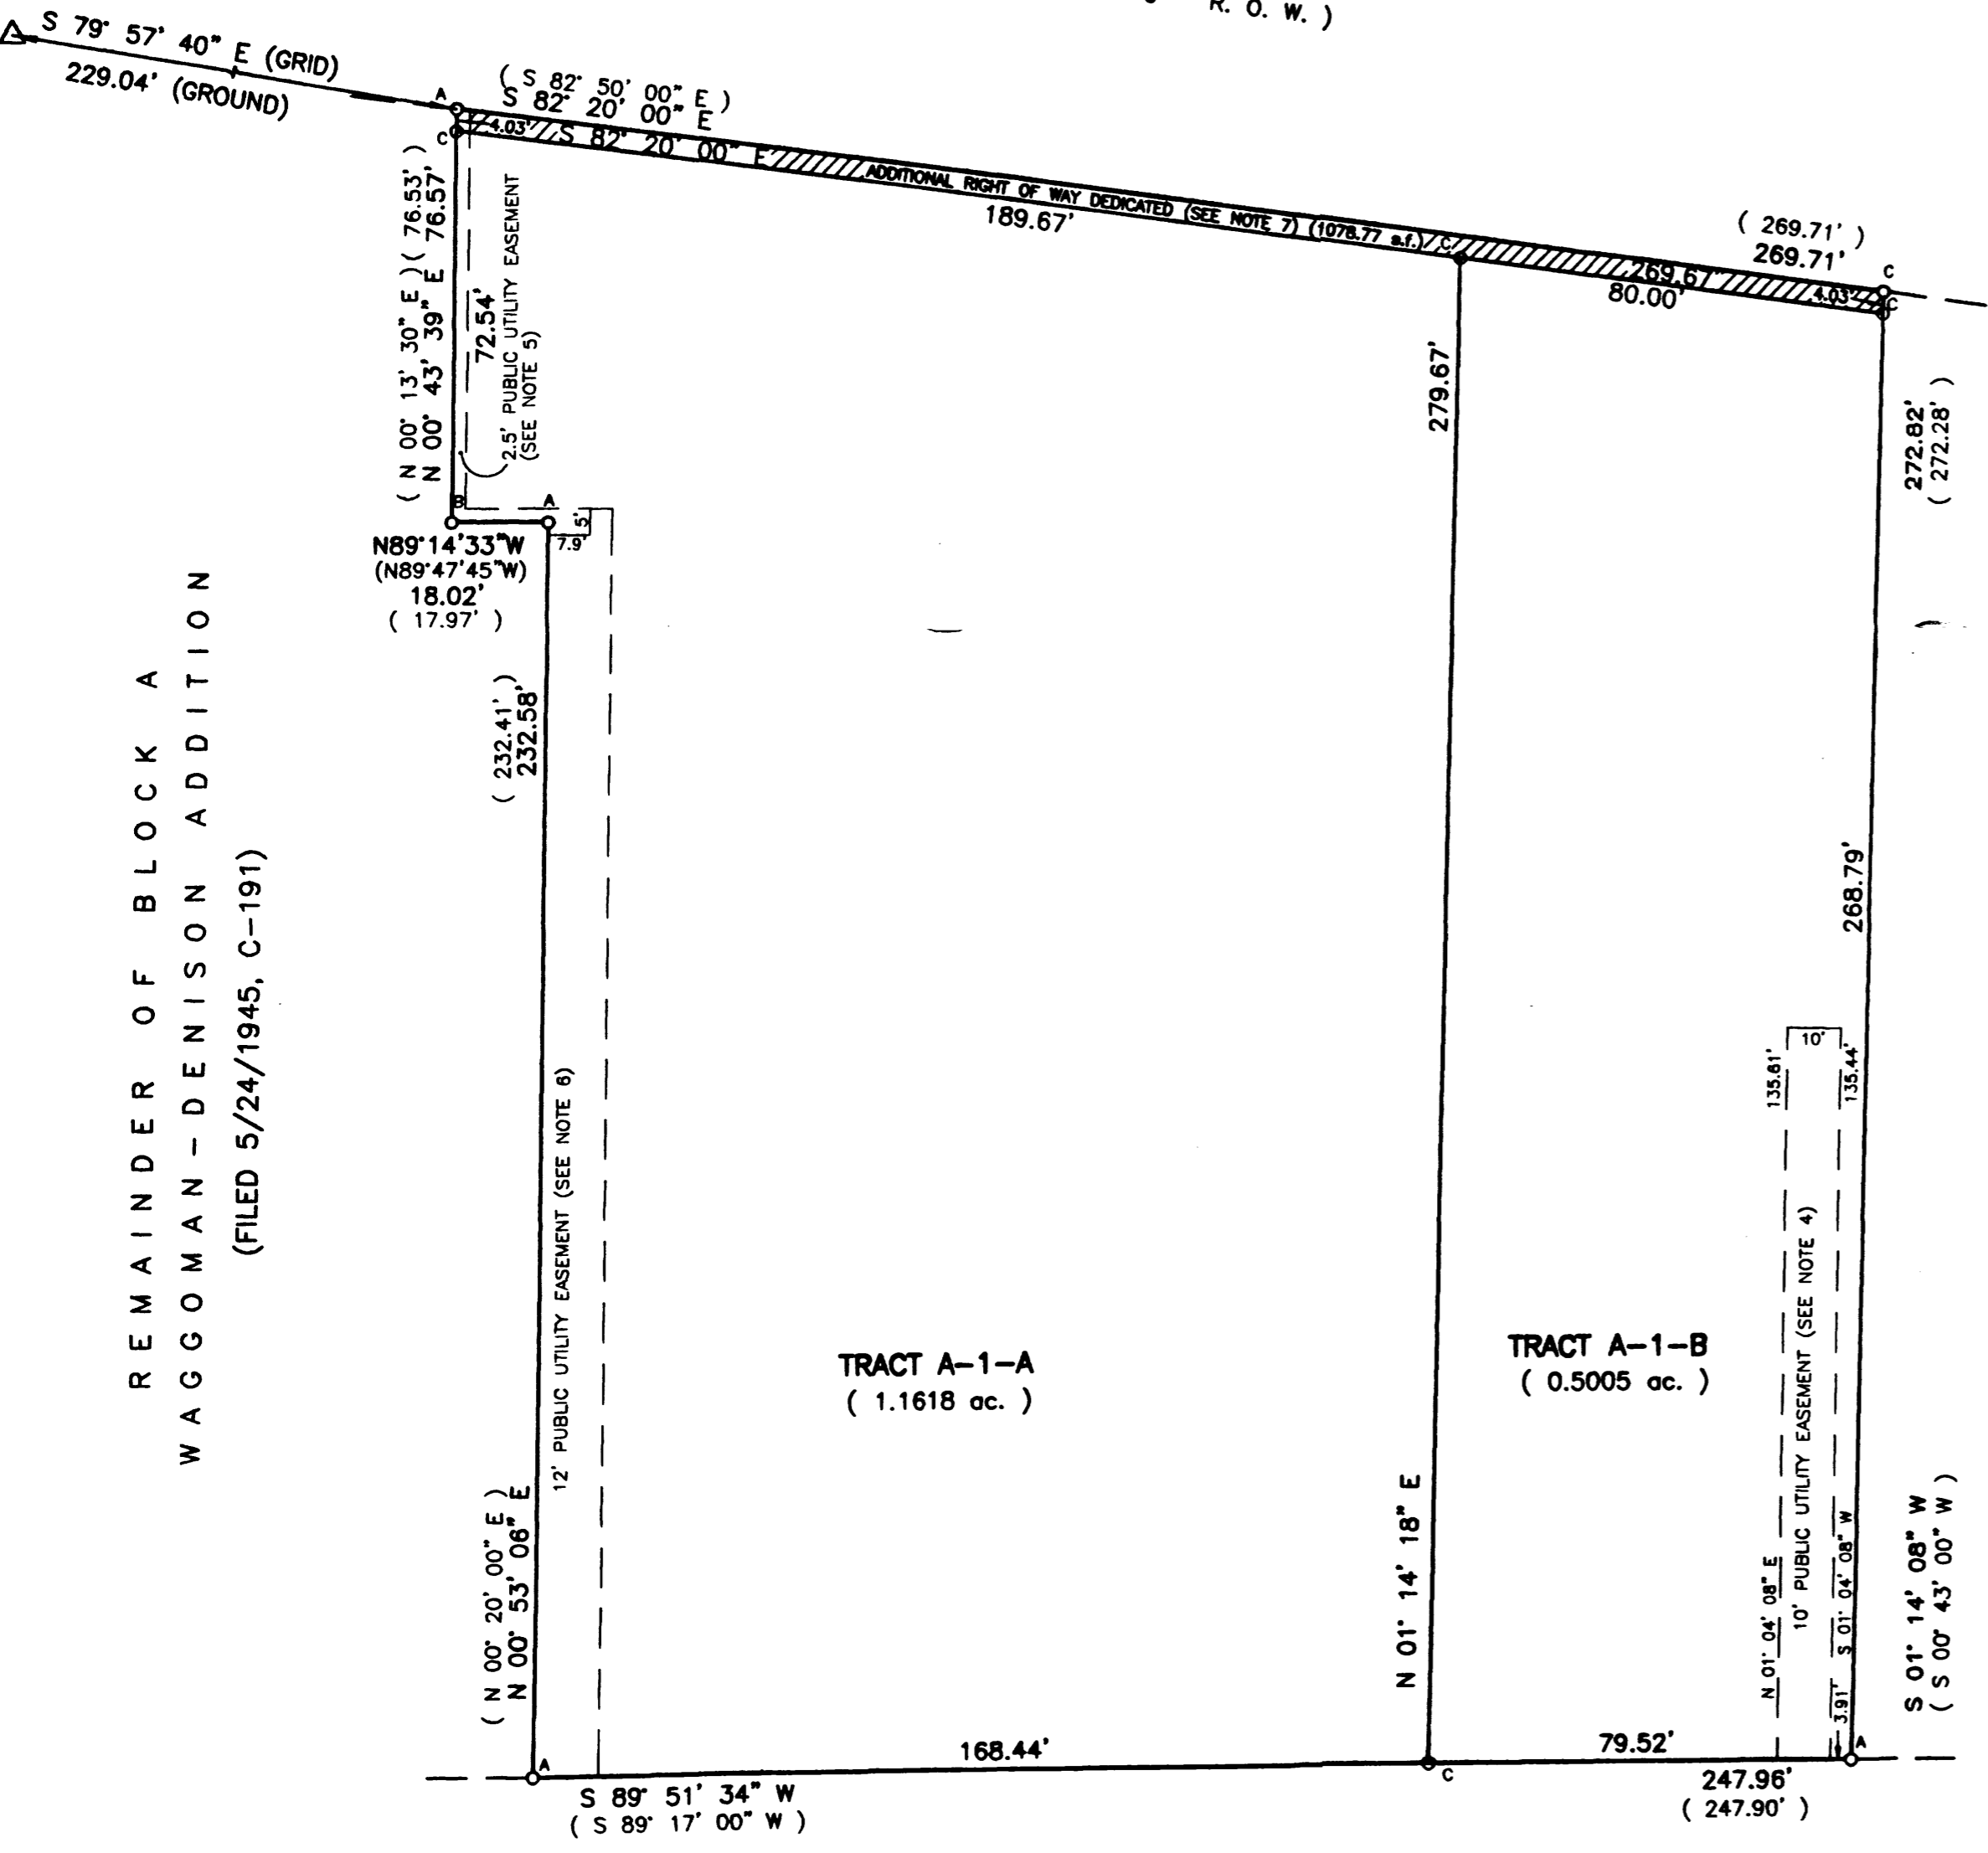 R. O. W. )
S 79° 57' 40" E (GRID)
229.04' (GROUND)
A
( S 82° 50' 00" E )
S 82° 20' 00" E
C
4.03'
S 82° 20' 00" E
ADDITIONAL RIGHT OF WAY DEDICATED (SEE NOTE 7) (1078.77 s.f.)
C
189.67'
( 269.71' )
269.71'
269.67'
80.00'
4.03'
C
C
( N 00° 13' 30" E ) ( 76.53' )
N 00° 43' 39" E 76.57'
72.54'
2.5' PUBLIC UTILITY EASEMENT
(SEE NOTE 5)
279.67'
272.82'
( 272.28' )
B
A
5'
7.9'
N89°14'33"W
(N89°47'45"W)
18.02'
( 17.97' )
REMAINDER OF BLOCK A
WAGGOMAN-DENISON ADDITION
(FILED 5/24/1945, C-191)
( 232.41' )
232.58'
268.79'
10'
135.61'
135.44'
12' PUBLIC UTILITY EASEMENT (SEE NOTE 6)
TRACT A-1-A
( 1.1618 ac. )
TRACT A-1-B
( 0.5005 ac. )
10' PUBLIC UTILITY EASEMENT (SEE NOTE 4)
( N 00° 20' 00" E )
N 00° 53' 06" E
N 01° 14' 18" E
N 01° 04' 08" E
S 01° 04' 08" W
3.91'
S 01° 14' 08" W
( S 00° 43' 00" W )
A
168.44'
C
79.52'
A
S 89° 51' 34" W
( S 89° 17' 00" W )
247.96'
( 247.90' )